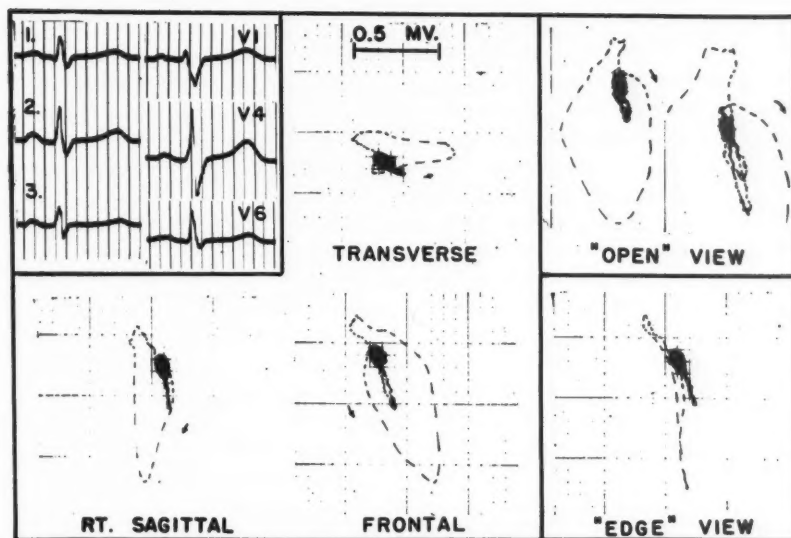 1.
V1
2.
V4
3.
V6
0.5 MV.
TRANSVERSE
"OPEN" VIEW
RT. SAGITTAL
FRONTAL
"EDGE" VIEW